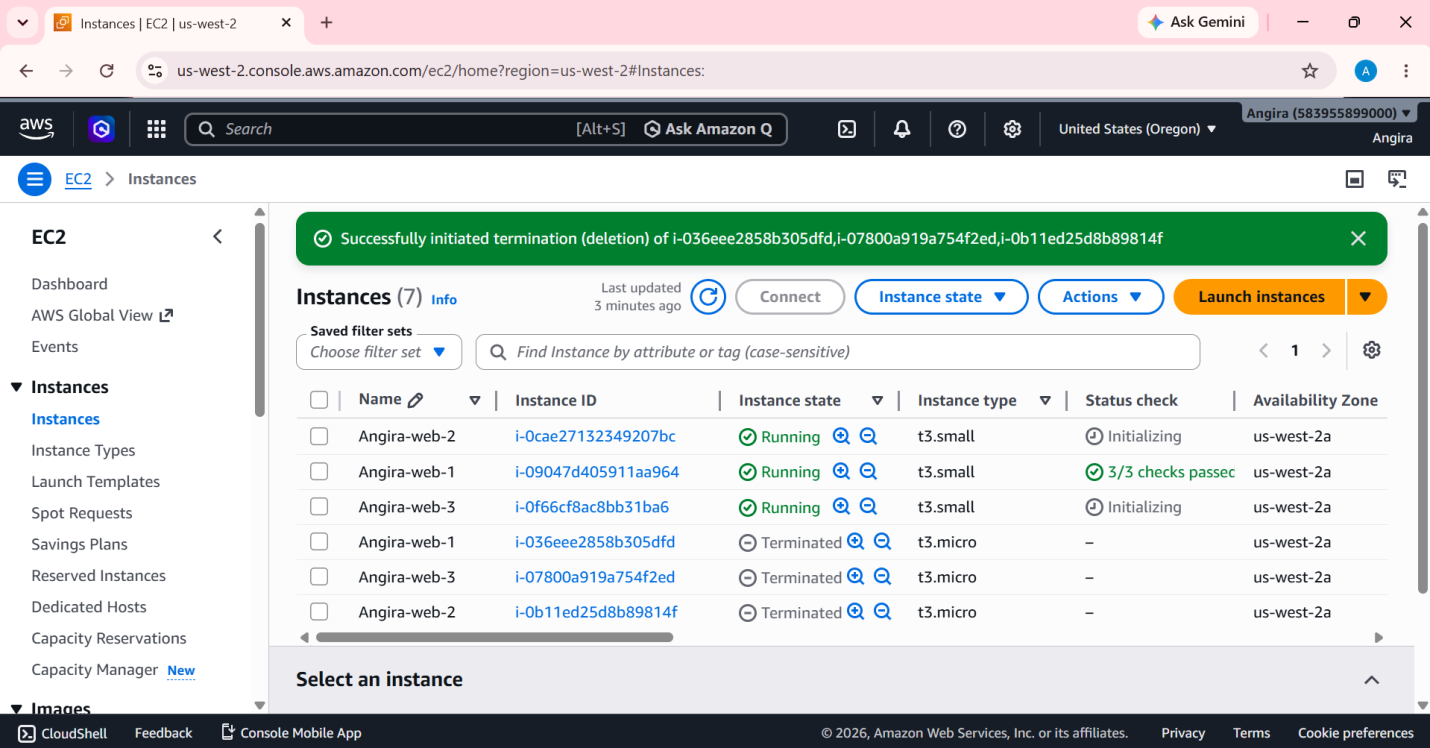 Instances | EC2 | us-west-2
Ask Gemini
us-west-2.console.aws.amazon.com/ec2/home?region=us-west-2#Instances:
A
aws
Search [Alt+S] Ask Amazon Q
United States (Oregon)
Angira (583955899000)
Angira
EC2 Instances
EC2
Dashboard
AWS Global View
Events
Instances
Instances
Instance Types
Launch Templates
Spot Requests
Savings Plans
Reserved Instances
Dedicated Hosts
Capacity Reservations
Capacity Manager New
Images
Successfully initiated termination (deletion) of i-036eee2858b305dfd,i-07800a919a754f2ed,i-0b11ed25d8b89814f
Instances (7) Info
Last updated
3 minutes ago
Connect
Instance state
Actions
Launch instances
Saved filter sets
Choose filter set
Find Instance by attribute or tag (case-sensitive)
1
Name Instance ID Instance state Instance type Status check Availability Zone
Angira-web-2 i-0cae27132349207bc Running t3.small Initializing us-west-2a
Angira-web-1 i-09047d405911aa964 Running t3.small 3/3 checks passec us-west-2a
Angira-web-3 i-0f66cf8ac8bb31ba6 Running t3.small Initializing us-west-2a
Angira-web-1 i-036eee2858b305dfd Terminated t3.micro – us-west-2a
Angira-web-3 i-07800a919a754f2ed Terminated t3.micro – us-west-2a
Angira-web-2 i-0b11ed25d8b89814f Terminated t3.micro – us-west-2a
Select an instance
CloudShell Feedback Console Mobile App © 2026, Amazon Web Services, Inc. or its affiliates. Privacy Terms Cookie preferences